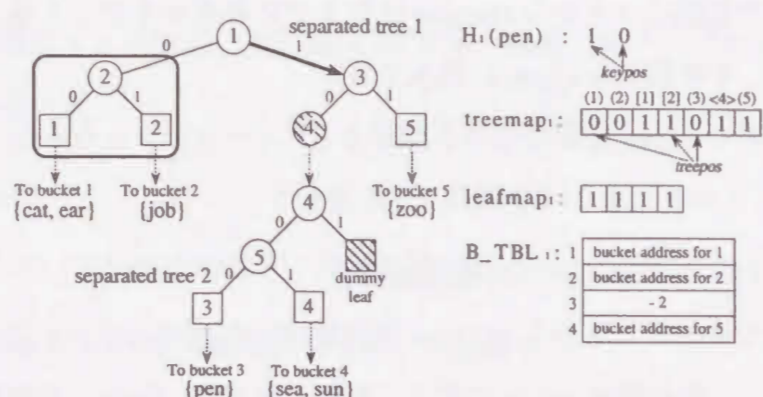 separated tree 1
1
0
1
2
3
0
1
0
1
1
2
4
5
To bucket 1
{cat, ear}
To bucket 2
{job}
To bucket 5
{zoo}
4
0
1
5
separated tree 2
0
1
dummy
leaf
3
4
To bucket 3
{pen}
To bucket 4
{sea, sun}
H₁(pen) : 1 0
keypos
(1) (2) [1] [2] (3) <4> (5)
treemap₁: 0 0 1 1 0 1 1
treepos
leafmap₁: 1 1 1 1
B_TBL ₁: 1 bucket address for 1
2 bucket address for 2
3 - 2
4 bucket address for 5